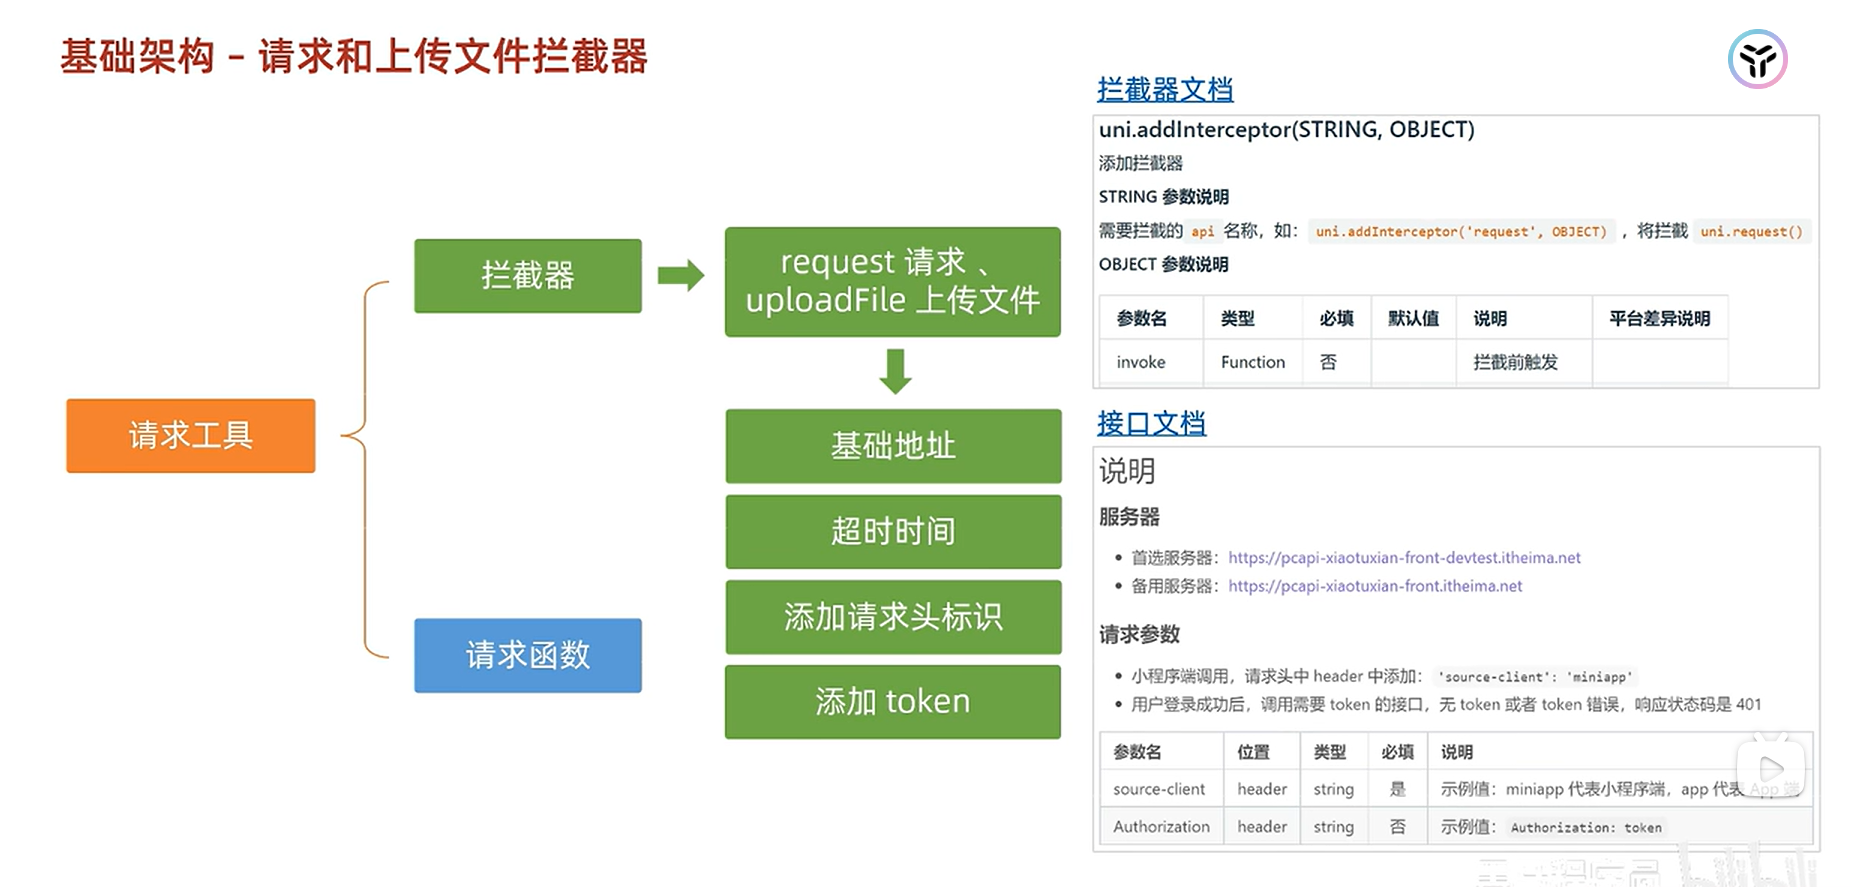 基础架构 – 请求和上传文件拦截器
请求工具
拦截器
request 请求 、
uploadFile 上传文件
基础地址
超时时间
添加请求头标识
添加 token
请求函数
拦截器文档
uni.addInterceptor(STRING, OBJECT)
添加拦截器
STRING 参数说明
需要拦截的 api 名称，如： uni.addInterceptor('request', OBJECT) ，将拦截 uni.request()
OBJECT 参数说明
参数名 类型 必填 默认值 说明 平台差异说明
invoke Function 否 拦截前触发
接口文档
说明
服务器
• 首选服务器：https://pcapi-xiaotuxian-front-devtest.itheima.net
• 备用服务器：https://pcapi-xiaotuxian-front.itheima.net
请求参数
• 小程序端调用，请求头中 header 中添加： 'source-client': 'miniapp'
• 用户登录成功后，调用需要 token 的接口，无 token 或者 token 错误，响应状态码是 401
参数名 位置 类型 必填 说明
source-client header string 是 示例值：miniapp 代表小程序端，app 代表 App 端
Authorization header string 否 示例值： Authorization: token